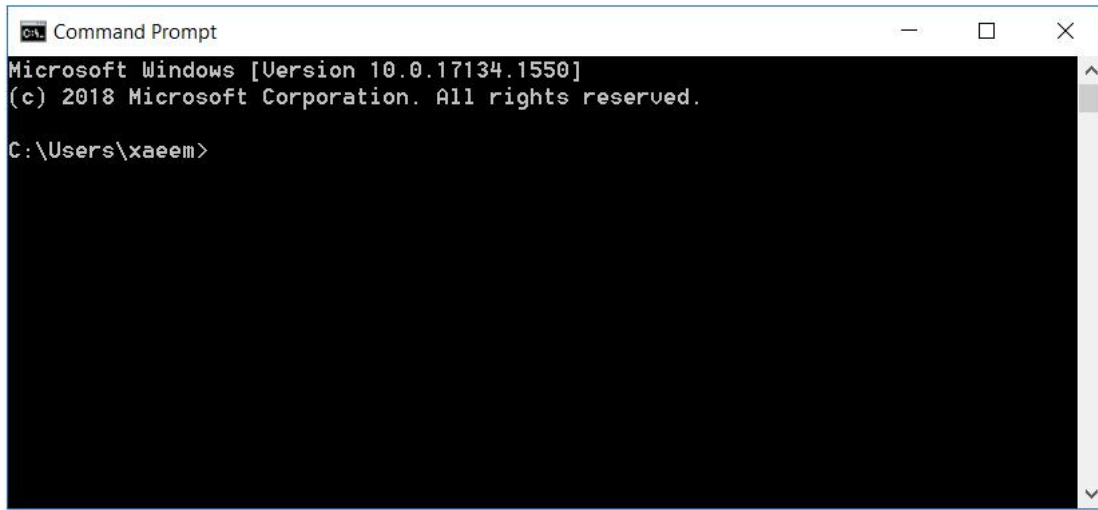 Command Prompt
Microsoft Windows [Version 10.0.17134.1550]
(c) 2018 Microsoft Corporation. All rights reserved.
C:\Users\xaeem>